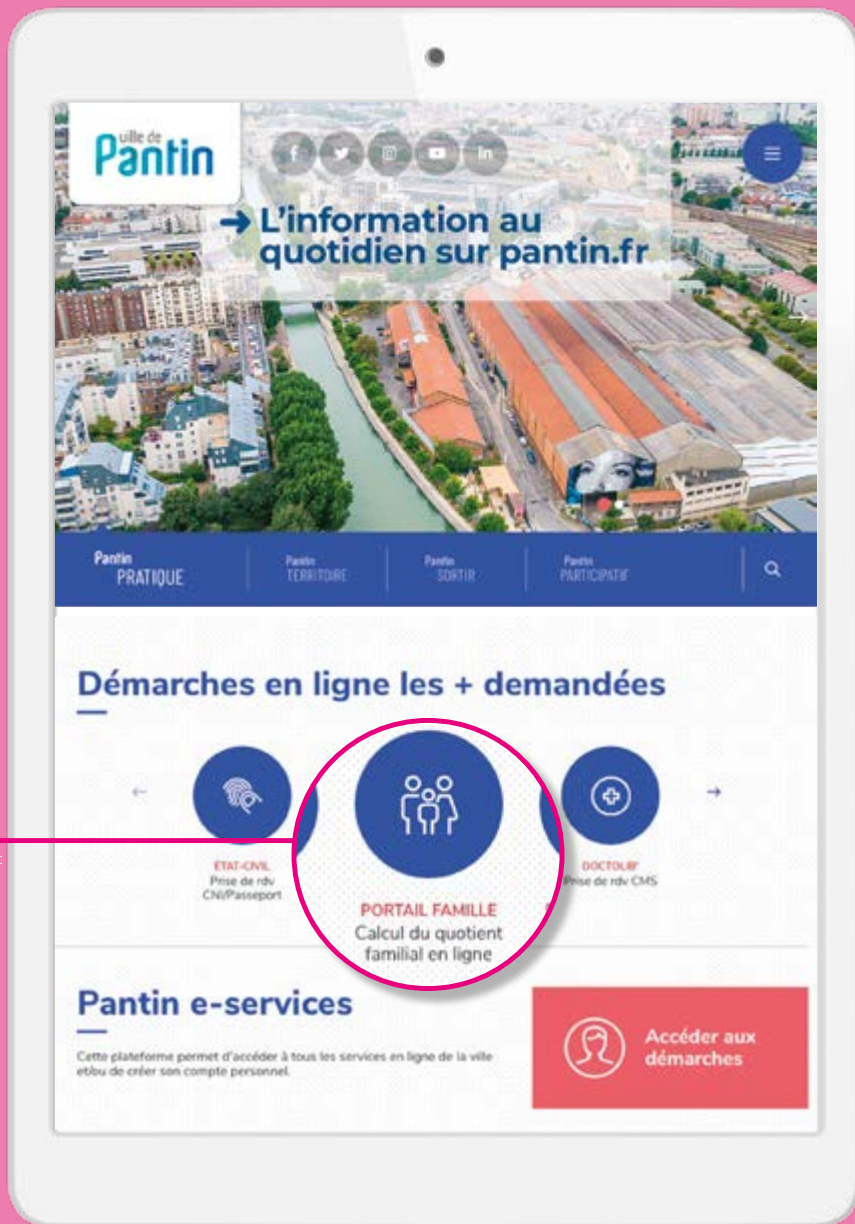 ville de
Pantin
→ L'information au
quotidien sur pantin.fr
Pantin
PRATIQUE
Pantin
TERRITOIRE
Pantin
SORTIR
Pantin
PARTICIPATIF
Démarches en ligne les + demandées
ÉTAT-CIVIL
Prise de rdv
CNI/Passeport
PORTAIL FAMILLE
Calcul du quotient
familial en ligne
DOCTOLIB'
Prise de rdv CMS
Pantin e-services
Cette plateforme permet d'accéder à tous les services en ligne de la ville
et/ou de créer son compte personnel.
Accéder aux
démarches